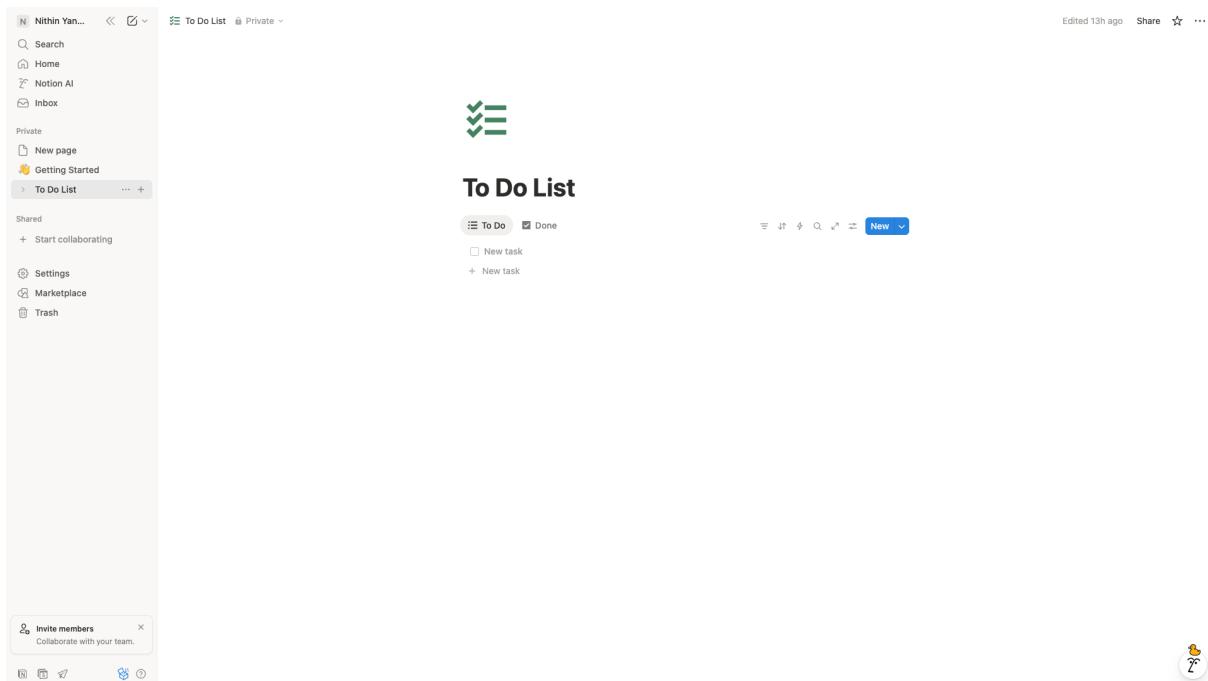 N Nithin Yan...
Search
Home
Notion AI
Inbox
Private
New page
Getting Started
To Do List
Shared
Start collaborating
Settings
Marketplace
Trash
Invite members
Collaborate with your team.
To Do List Private
Edited 13h ago Share
To Do List
To Do Done
New
New task
New task